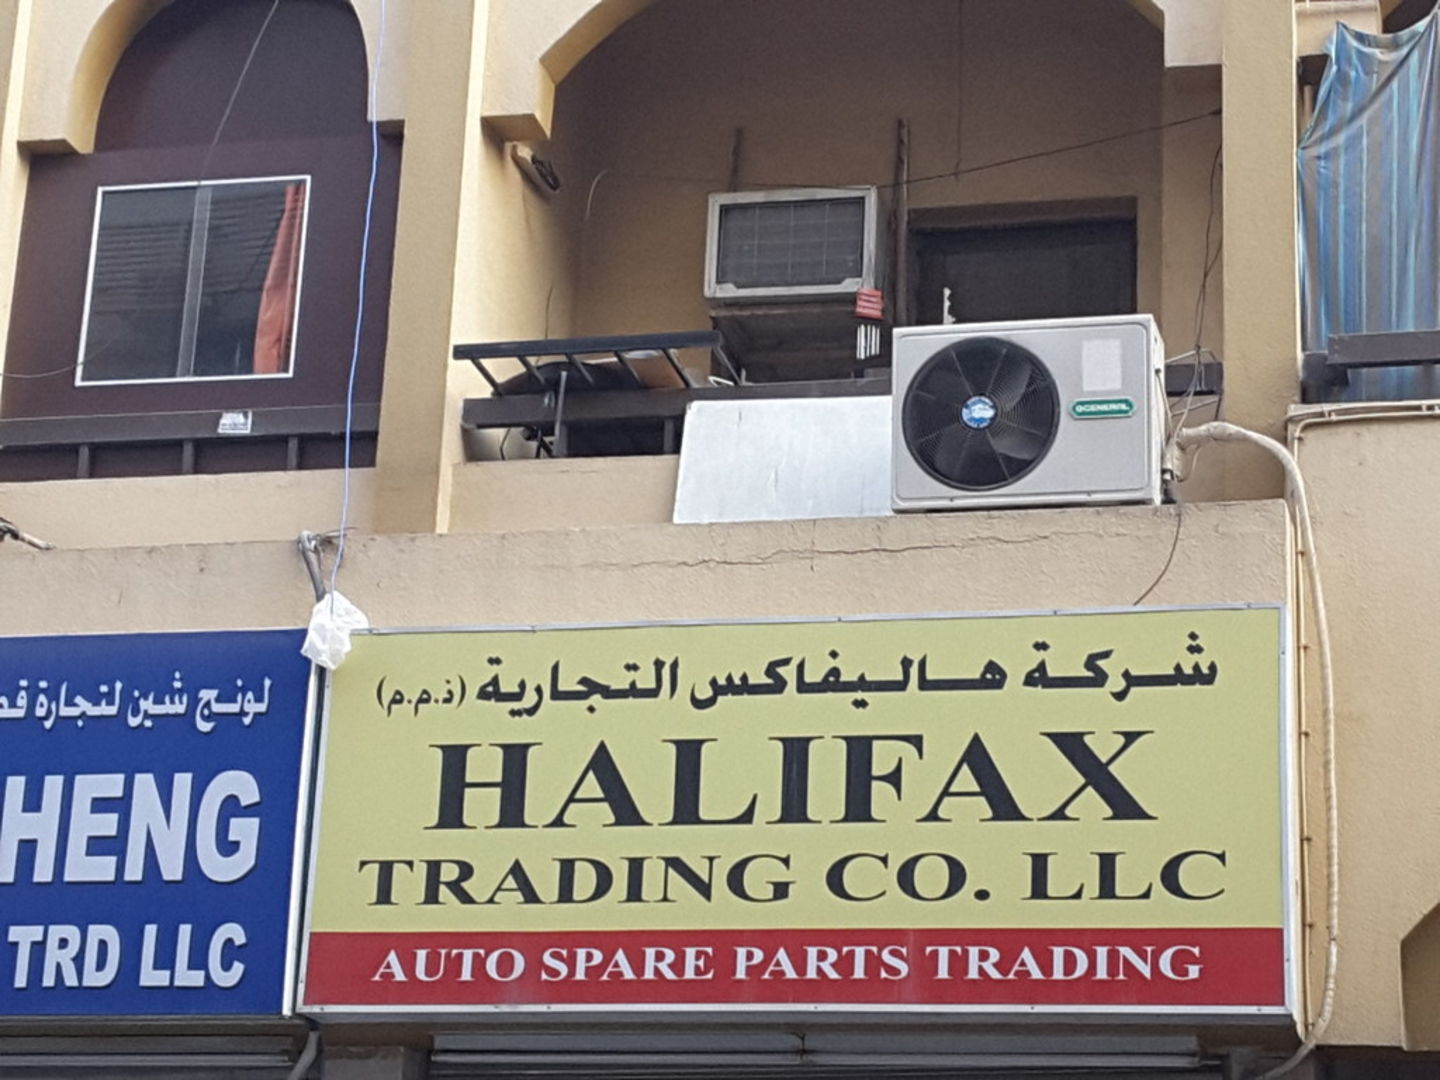 لونج شين لتجارة
HENG
TRD LLC
شركة هاليفاكس التجارية (ذ.م.م)
HALIFAX
TRADING CO. LLC
AUTO SPARE PARTS TRADING
GENERAL